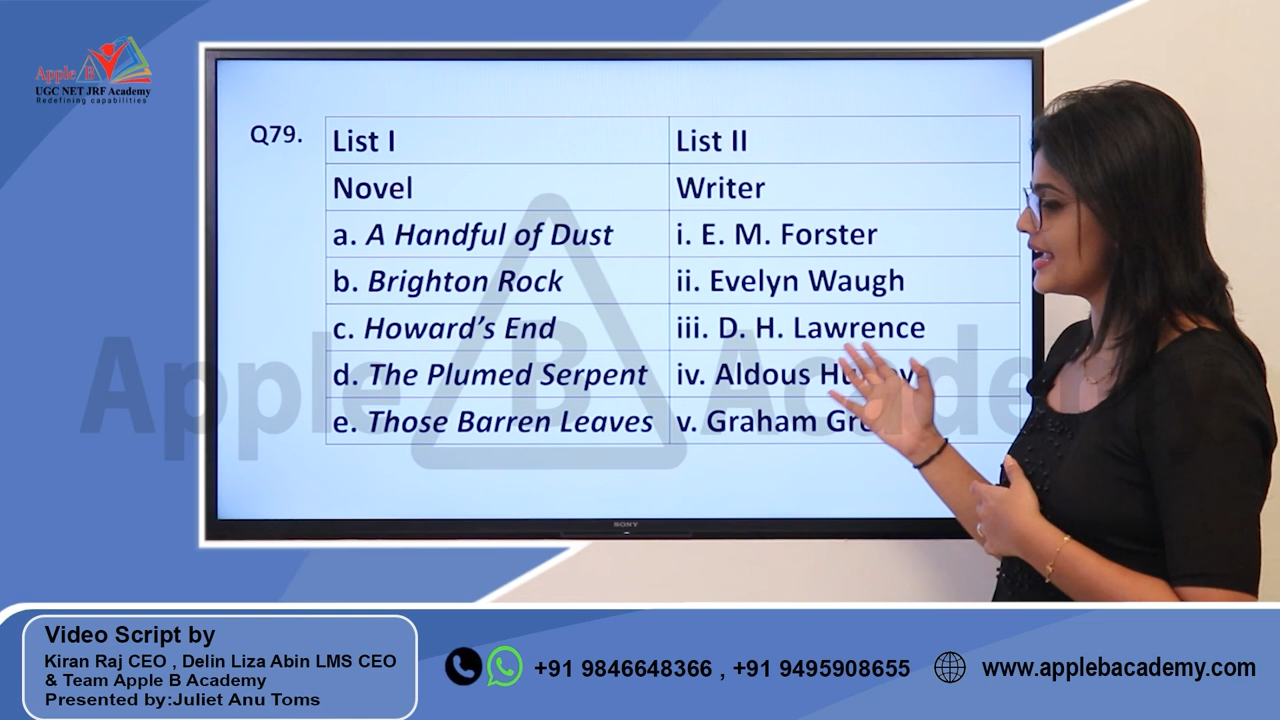 Apple B
UGC NET JRF Academy
Redefining capabilities
Q79.
List I
List II
Novel
Writer
a. A Handful of Dust
i. E. M. Forster
b. Brighton Rock
ii. Evelyn Waugh
c. Howard's End
iii. D. H. Lawrence
d. The Plumed Serpent
iv. Aldous
e. Those Barren Leaves
v. Graham
Apple B Academy
SONY
Video Script by
Kiran Raj CEO , Delin Liza Abin LMS CEO
& Team Apple B Academy
Presented by:Juliet Anu Toms
+91 9846648366 , +91 9495908655
www.applebacademy.com